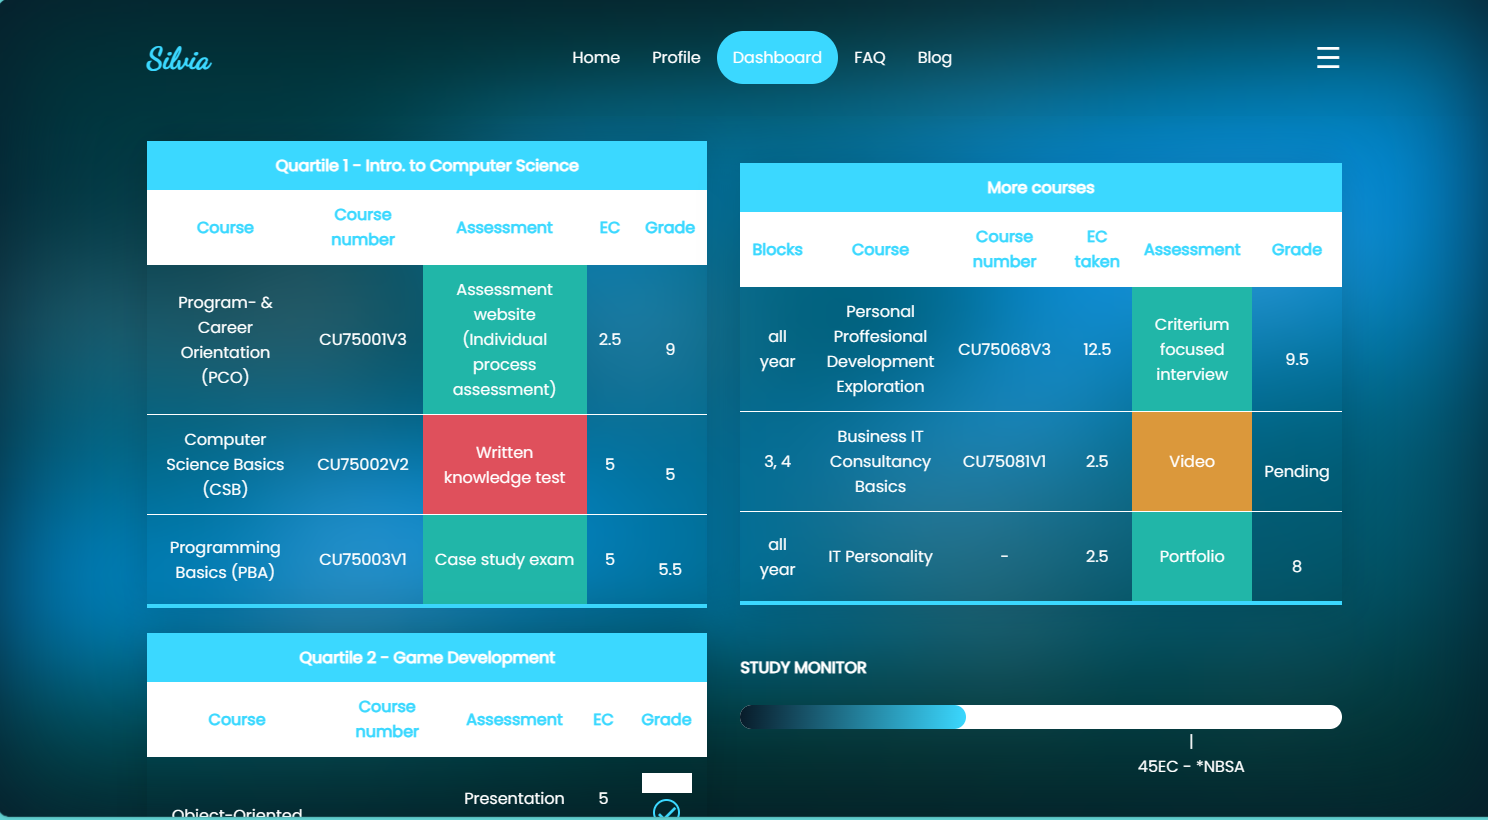 Silvia
Home Profile Dashboard FAQ Blog
Quartile 1 - Intro. to Computer Science
Course Course number Assessment EC Grade
Program- & Career Orientation (PCO) CU75001V3 Assessment website (Individual process assessment) 2.5 9
Computer Science Basics (CSB) CU75002V2 Written knowledge test 5 5
Programming Basics (PBA) CU75003V1 Case study exam 5 5.5
Quartile 2 - Game Development
Course Course number Assessment EC Grade
Object-Oriented Presentation 5
More courses
Blocks Course Course number EC taken Assessment Grade
all year Personal Proffesional Development Exploration CU75068V3 12.5 Criterium focused interview 9.5
3, 4 Business IT Consultancy Basics CU75081V1 2.5 Video Pending
all year IT Personality - 2.5 Portfolio 8
STUDY MONITOR
45EC - *NBSA